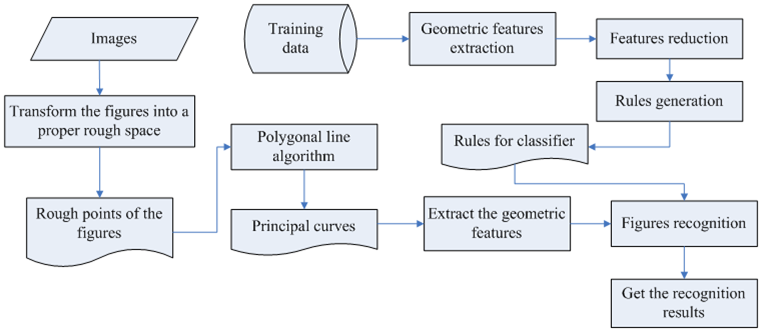 Images
Transform the figures into a
proper rough space
Rough points of the
figures
Polygonal line
algorithm
Principal curves
Training
data
Geometric features
extraction
Features reduction
Rules generation
Rules for classifier
Extract the geometric
features
Figures recognition
Get the recognition
results